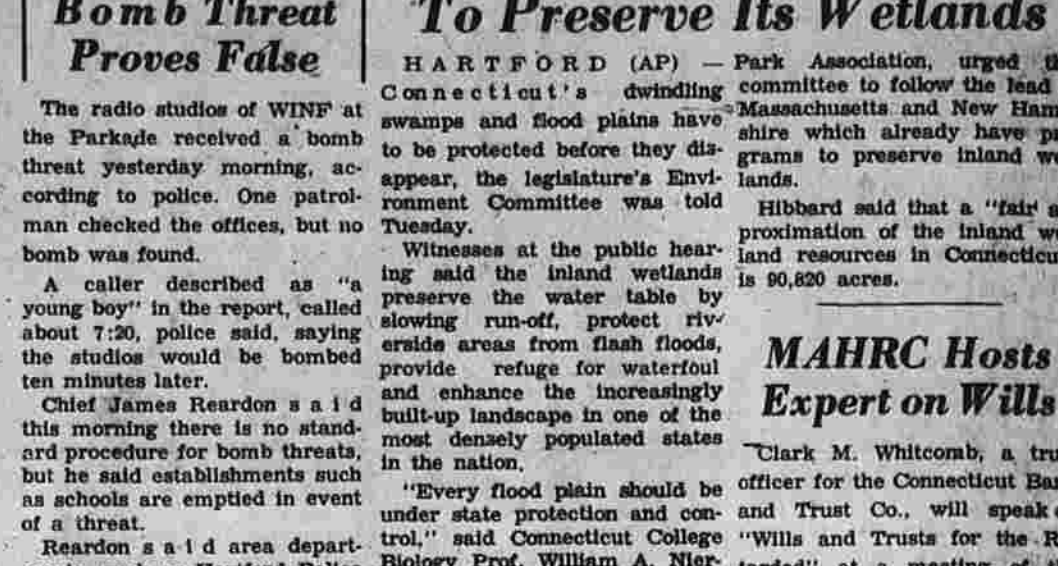 Bomb Threat
Proves False
The radio studios of WINF at
the Parkade received a bomb
threat yesterday morning, ac-
cording to police. One patrol-
man checked the offices, but no
bomb was found.
A caller described as "a
young boy" in the report, called
about 7:20, police said, saying
the studios would be bombed
ten minutes later.
Chief James Reardon said
this morning there is no stand-
ard procedure for bomb threats,
but he said establishments such
as schools are emptied in event
of a threat.
Reardon said area depart-
To Preserve Its Wetlands
HARTFORD (AP) —
Connecticut's dwindling
swamps and flood plains have
to be protected before they dis-
appear, the legislature's Envi-
ronment Committee was told
Tuesday.
Witnesses at the public hear-
ing said the inland wetlands
preserve the water table by
slowing run-off, protect riv-
erside areas from flash floods,
provide refuge for waterfoul
and enhance the increasingly
built-up landscape in one of the
most densely populated states
in the nation.
"Every flood plain should be
under state protection and con-
trol," said Connecticut College
Biology Prof. William A. Nier-
Park Association, urged
committee to follow the lead
Massachusetts and New Ham
shire which already have
grams to preserve inland
lands.
Hibbard said that a "fair
proximation of the inland
land resources in Connecticu
is 90,820 acres.
MAHRC Hosts
Expert on Wills
Clark M. Whitcomb, a
officer for the Connecticut
and Trust Co., will speak
"Wills and Trusts for the
at a meeting of